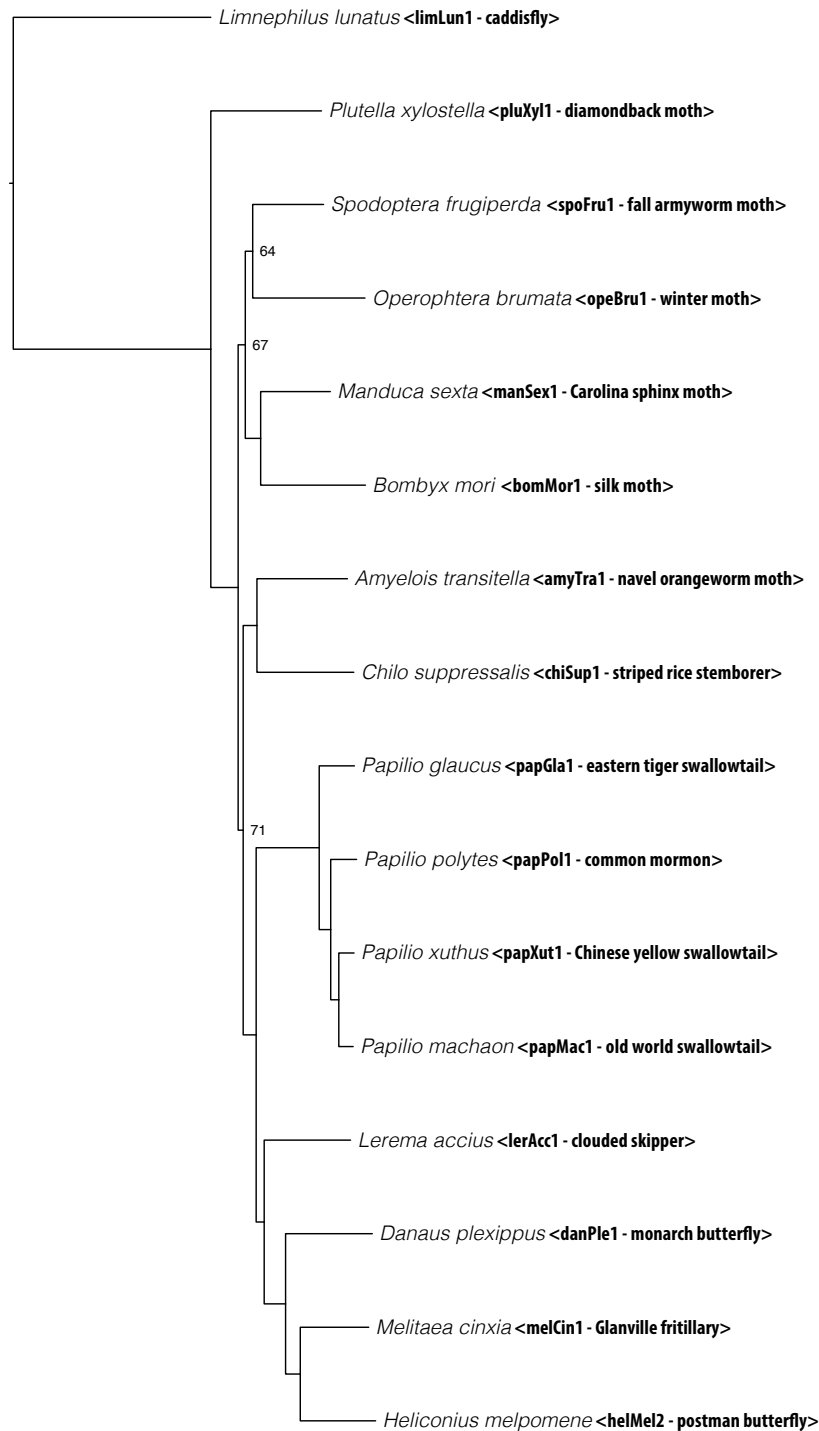 Limnephilus lunatus <limLun1 - caddisfly>
Plutella xylostella <pluXyl1 - diamondback moth>
Spodoptera frugiperda <spoFru1 - fall armyworm moth>
64
Operophtera brumata <opeBru1 - winter moth>
67
Manduca sexta <manSex1 - Carolina sphinx moth>
Bombyx mori <bomMor1 - silk moth>
Amyelois transitella <amyTra1 - navel orangeworm moth>
Chilo suppressalis <chiSup1 - striped rice stemborer>
Papilio glaucus <papGla1 - eastern tiger swallowtail>
71
Papilio polytes <papPol1 - common mormon>
Papilio xuthus <papXut1 - Chinese yellow swallowtail>
Papilio machaon <papMac1 - old world swallowtail>
Lerema accius <lerAcc1 - clouded skipper>
Danaus plexippus <danPle1 - monarch butterfly>
Melitaea cinxia <melCin1 - Glanville fritillary>
Heliconius melpomene <helMel2 - postman butterfly>